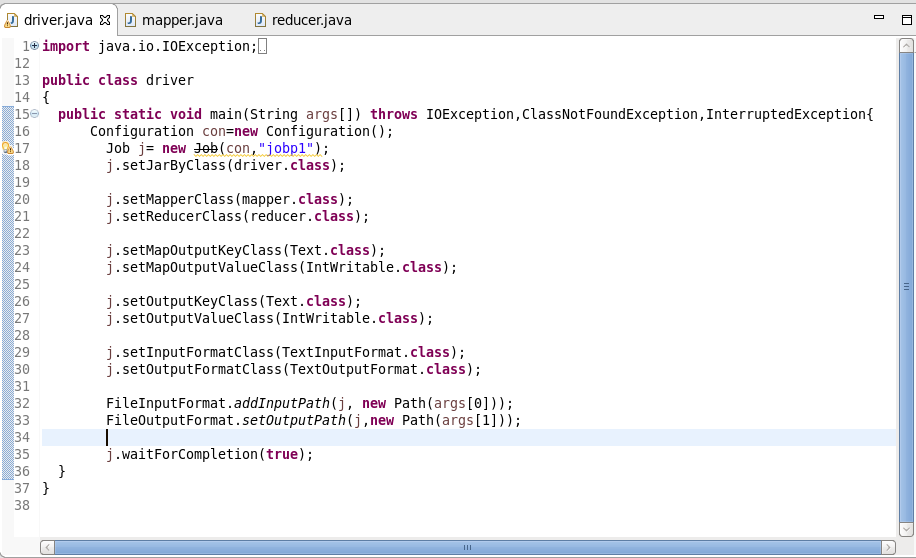 driver.java mapper.java reducer.java
1 import java.io.IOException;
12
13 public class driver
14 {
15 public static void main(String args[]) throws IOException,ClassNotFoundException,InterruptedException{
16 Configuration con=new Configuration();
17 Job j= new Job(con,"jobp1");
18 j.setJarByClass(driver.class);
19
20 j.setMapperClass(mapper.class);
21 j.setReducerClass(reducer.class);
22
23 j.setMapOutputKeyClass(Text.class);
24 j.setMapOutputValueClass(IntWritable.class);
25
26 j.setOutputKeyClass(Text.class);
27 j.setOutputValueClass(IntWritable.class);
28
29 j.setInputFormatClass(TextInputFormat.class);
30 j.setOutputFormatClass(TextOutputFormat.class);
31
32 FileInputFormat.addInputPath(j, new Path(args[0]));
33 FileOutputFormat.setOutputPath(j,new Path(args[1]));
34
35 j.waitForCompletion(true);
36 }
37 }
38